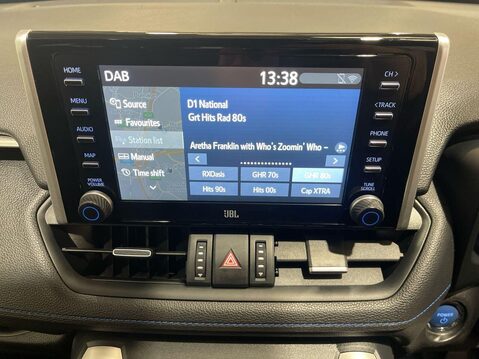 DAB
13:38
HOME
MENU
AUDIO
MAP
POWER
VOLUME
Source
Favourites
Station list
Manual
Time shift
D1 National
Grt Hits Rad 80s
Aretha Franklin with Who's Zoomin' Who –
RXDasis GHR 70s GHR 80s
Hits 90s Hits 00s Cap XTRA
CH >
< TRACK
PHONE
SETUP
TUNE
SCROLL
JBL
POWER